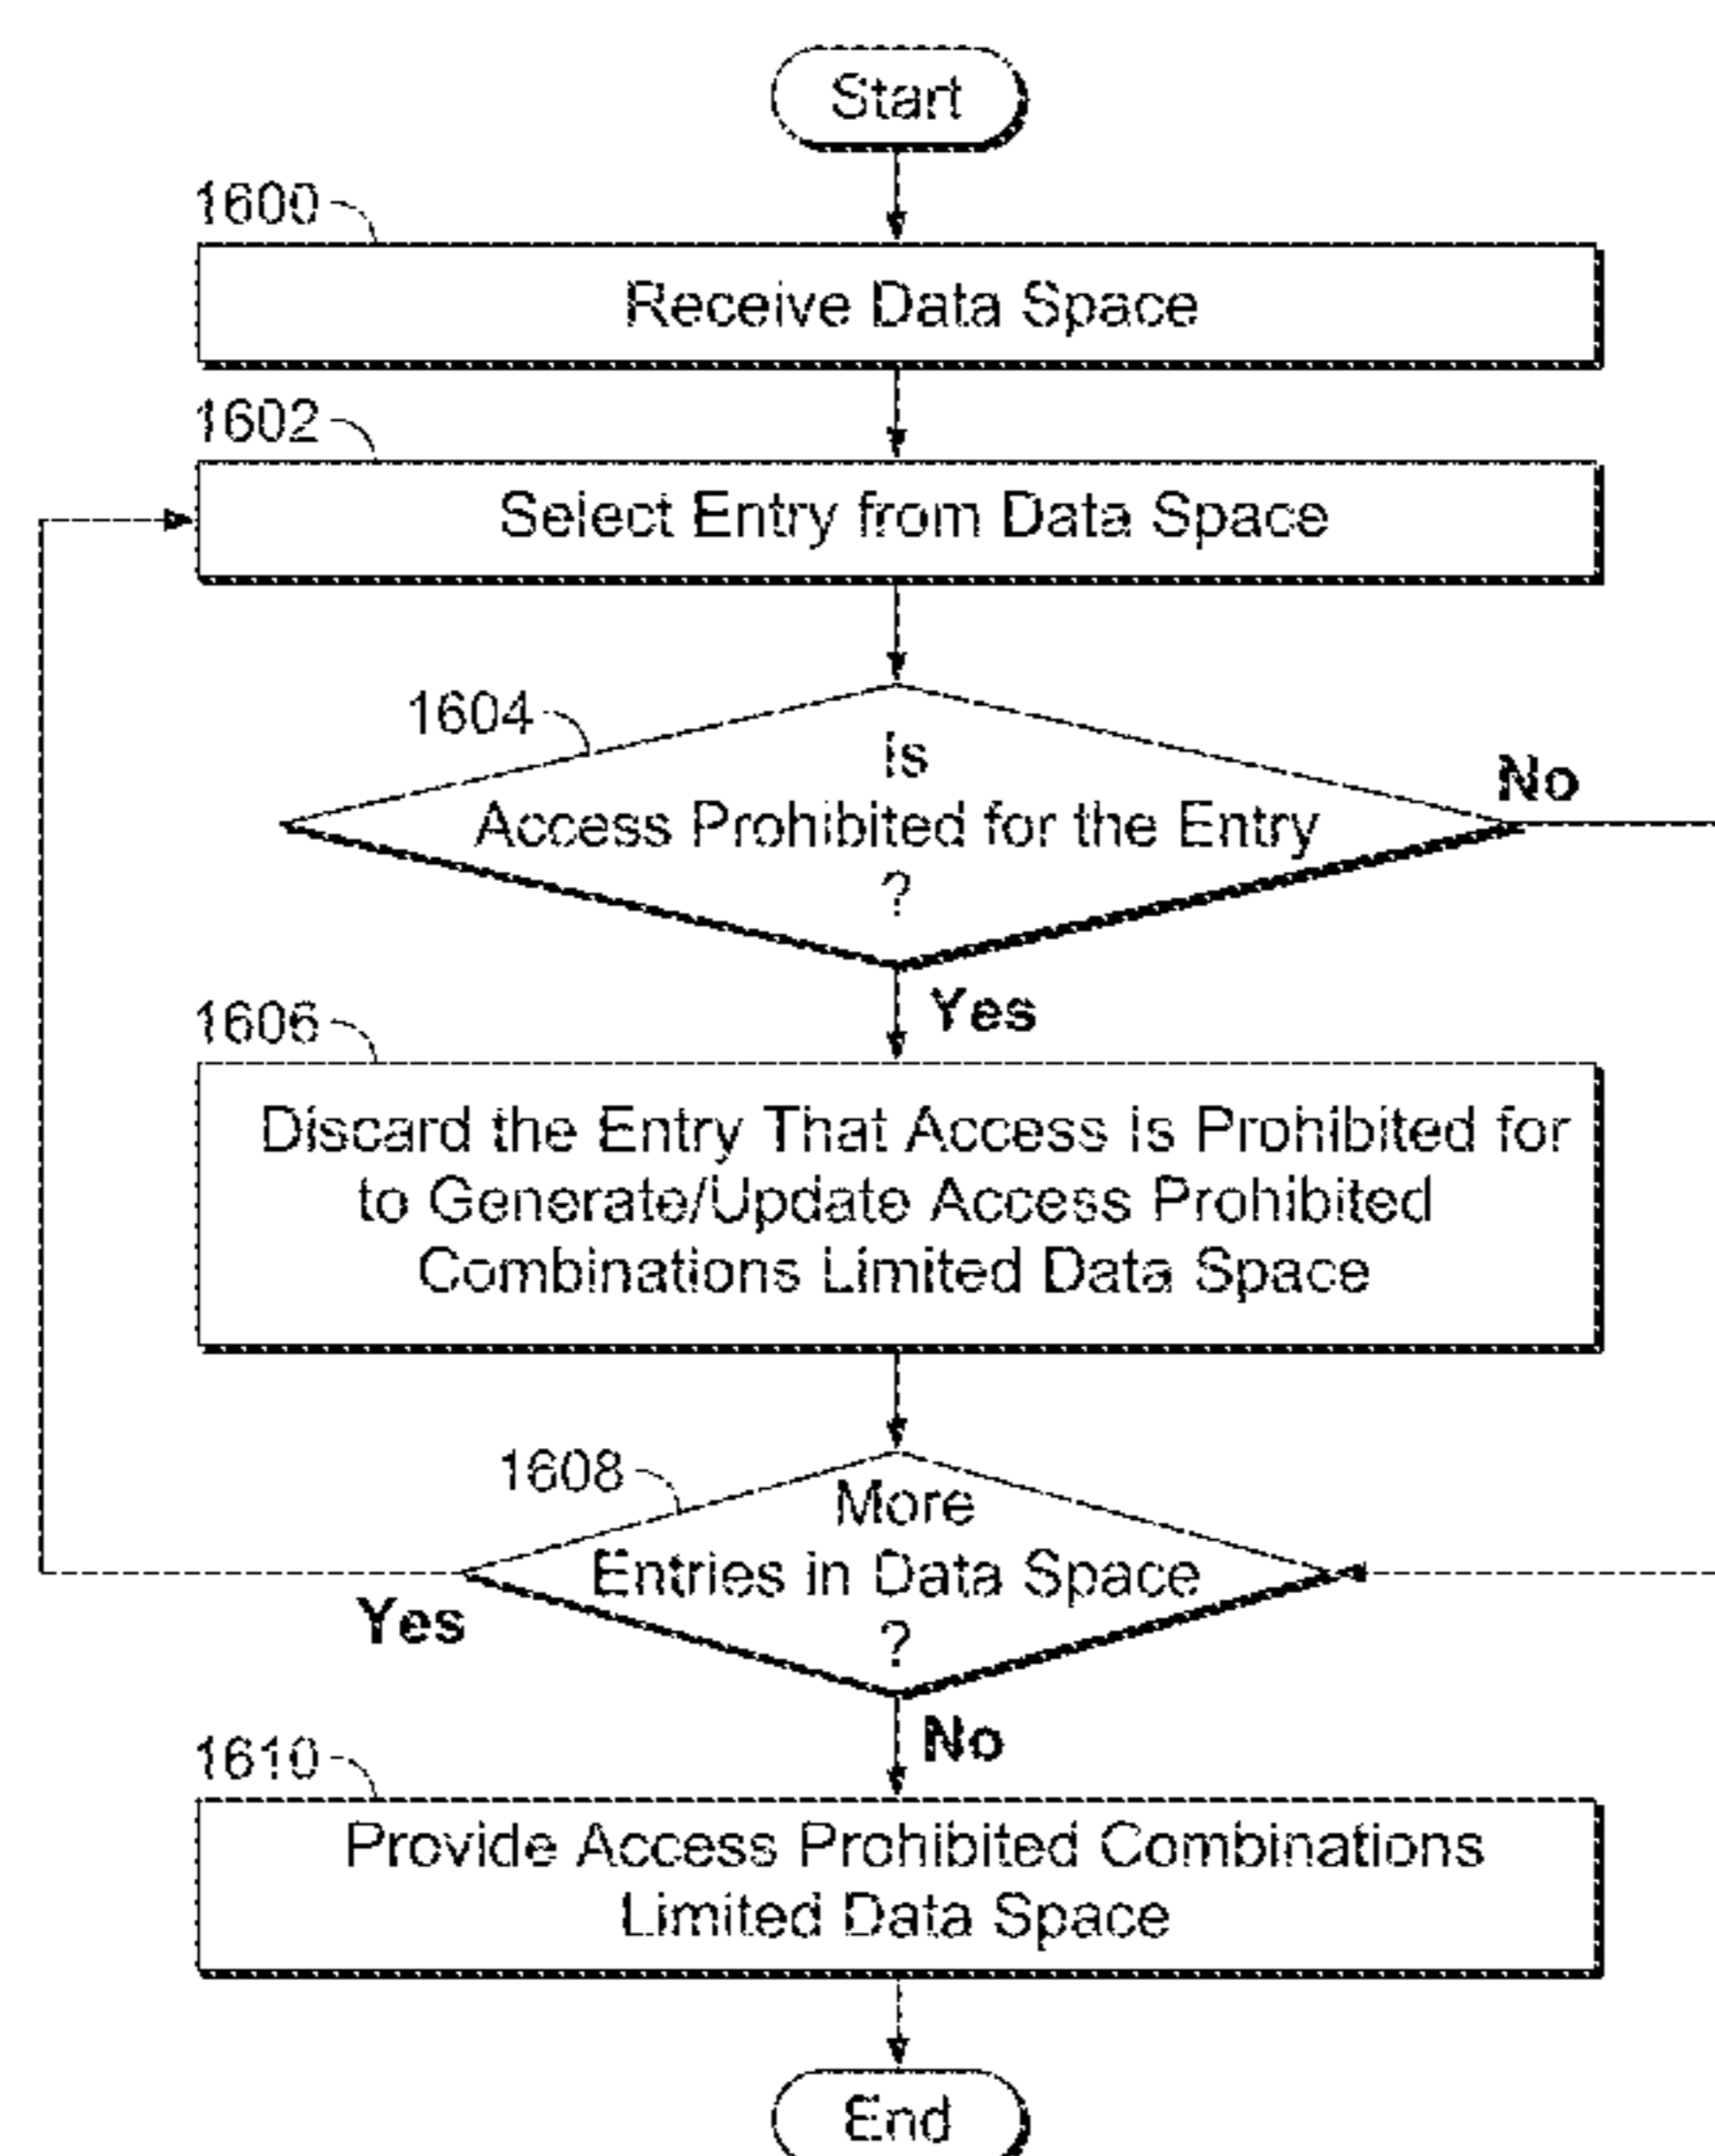 Start
1600
Receive Data Space
1602
Select Entry from Data Space
1604
Is
Access Prohibited for the Entry
?
No
Yes
1606
Discard the Entry That Access Is Prohibited for
to Generate/Update Access Prohibited
Combinations Limited Data Space
1608
More
Entries in Data Space
?
Yes
No
1610
Provide Access Prohibited Combinations
Limited Data Space
End